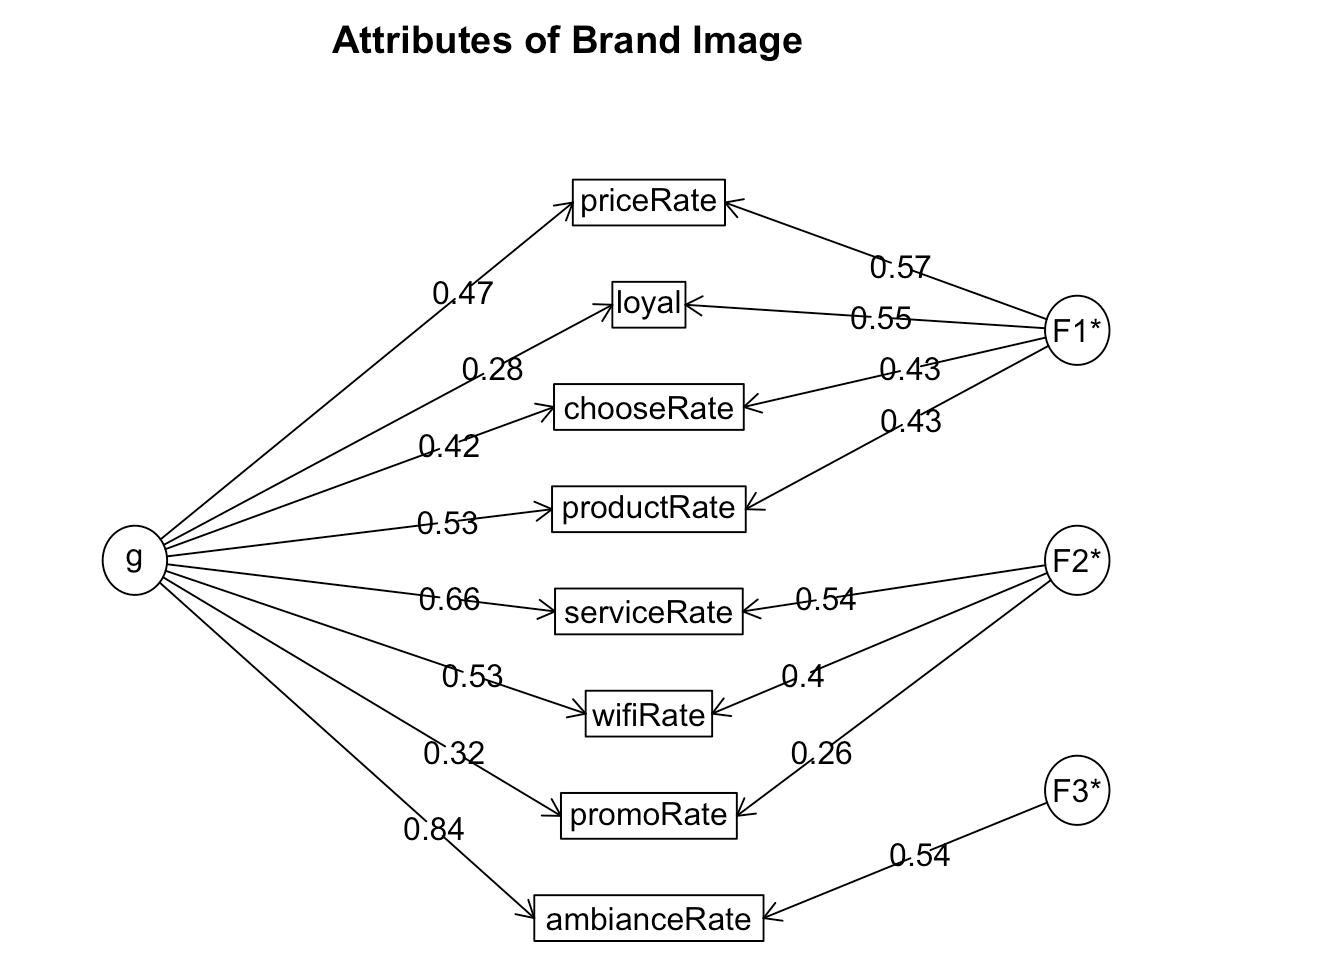 Attributes of Brand Image
priceRate
0.57
0.47
loyal
0.55
F1*
0.28
0.43
chooseRate
0.42
0.43
productRate
0.53
g
F2*
0.66
serviceRate
0.54
0.53
wifiRate
0.4
0.32
promoRate
0.26
F3*
0.84
0.54
ambianceRate